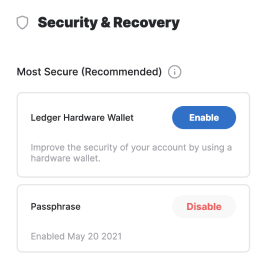 Security & Recovery
Most Secure (Recommended)
Ledger Hardware Wallet
Enable
Improve the security of your account by using a
hardware wallet.
Passphrase
Disable
Enabled May 20 2021